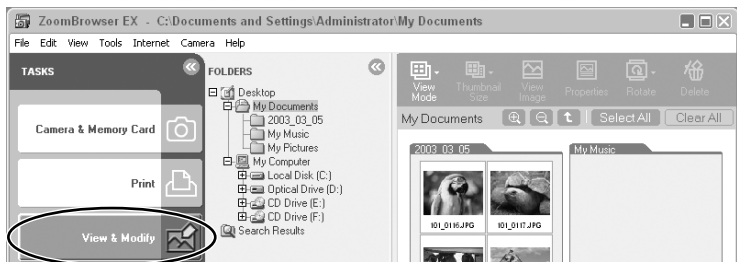 ZoomBrowser EX - C:\Documents and Settings\Administrator\My Documents
File Edit View Tools Internet Camera Help
TASKS
Camera & Memory Card
Print
View & Modify
FOLDERS
Desktop
My Documents
2003_03_05
My Music
My Pictures
My Computer
Local Disk (C:)
Optical Drive (D:)
CD Drive (E:)
CD Drive (F:)
Search Results
View Mode
Thumbnail Size
View Image
Properties
Rotate
Delete
My Documents
Select All
Clear All
2003_03_05
My Music
101_0116.JPG
101_0117.JPG